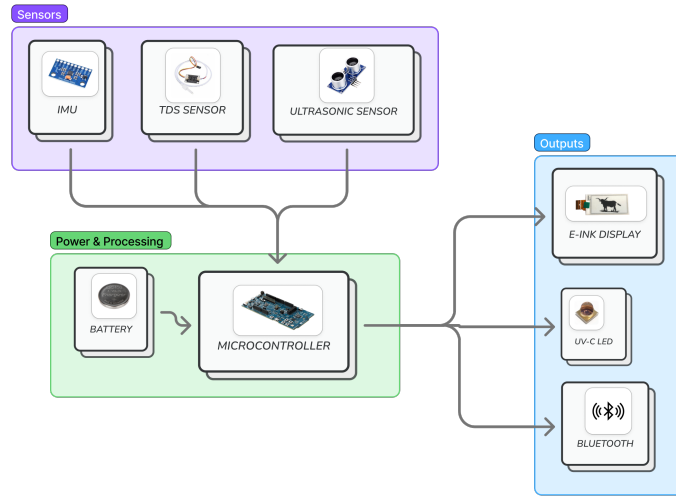 Sensors
IMU
TDS SENSOR
ULTRASONIC SENSOR
Outputs
E-INK DISPLAY
Power & Processing
BATTERY
MICROCONTROLLER
UV-C LED
BLUETOOTH